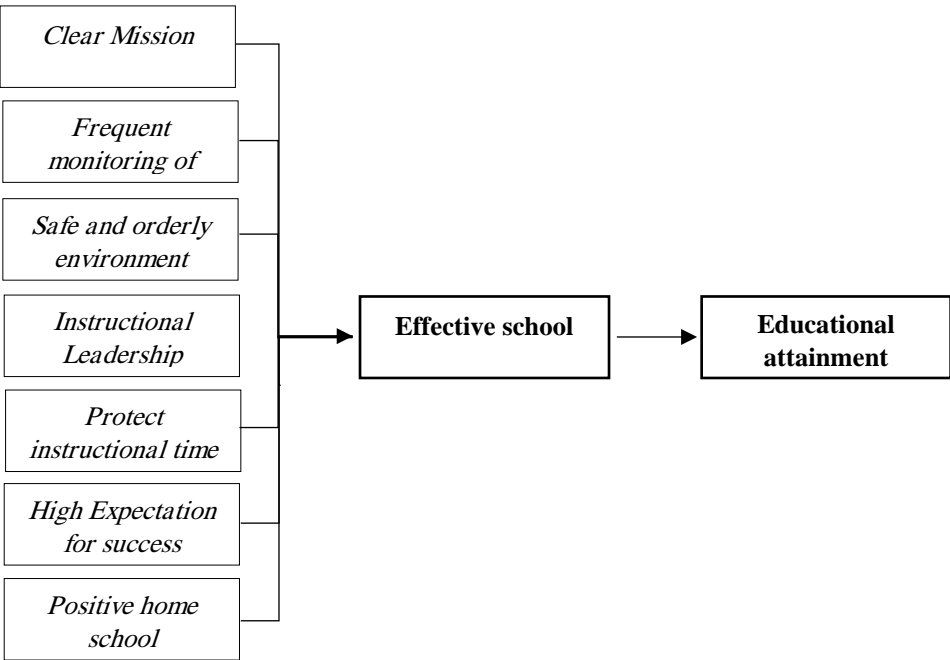 Clear Mission
Frequent
monitoring of
Safe and orderly
environment
Instructional
Leadership
Protect
instructional time
High Expectation
for success
Positive home
school
Effective school
Educational
attainment